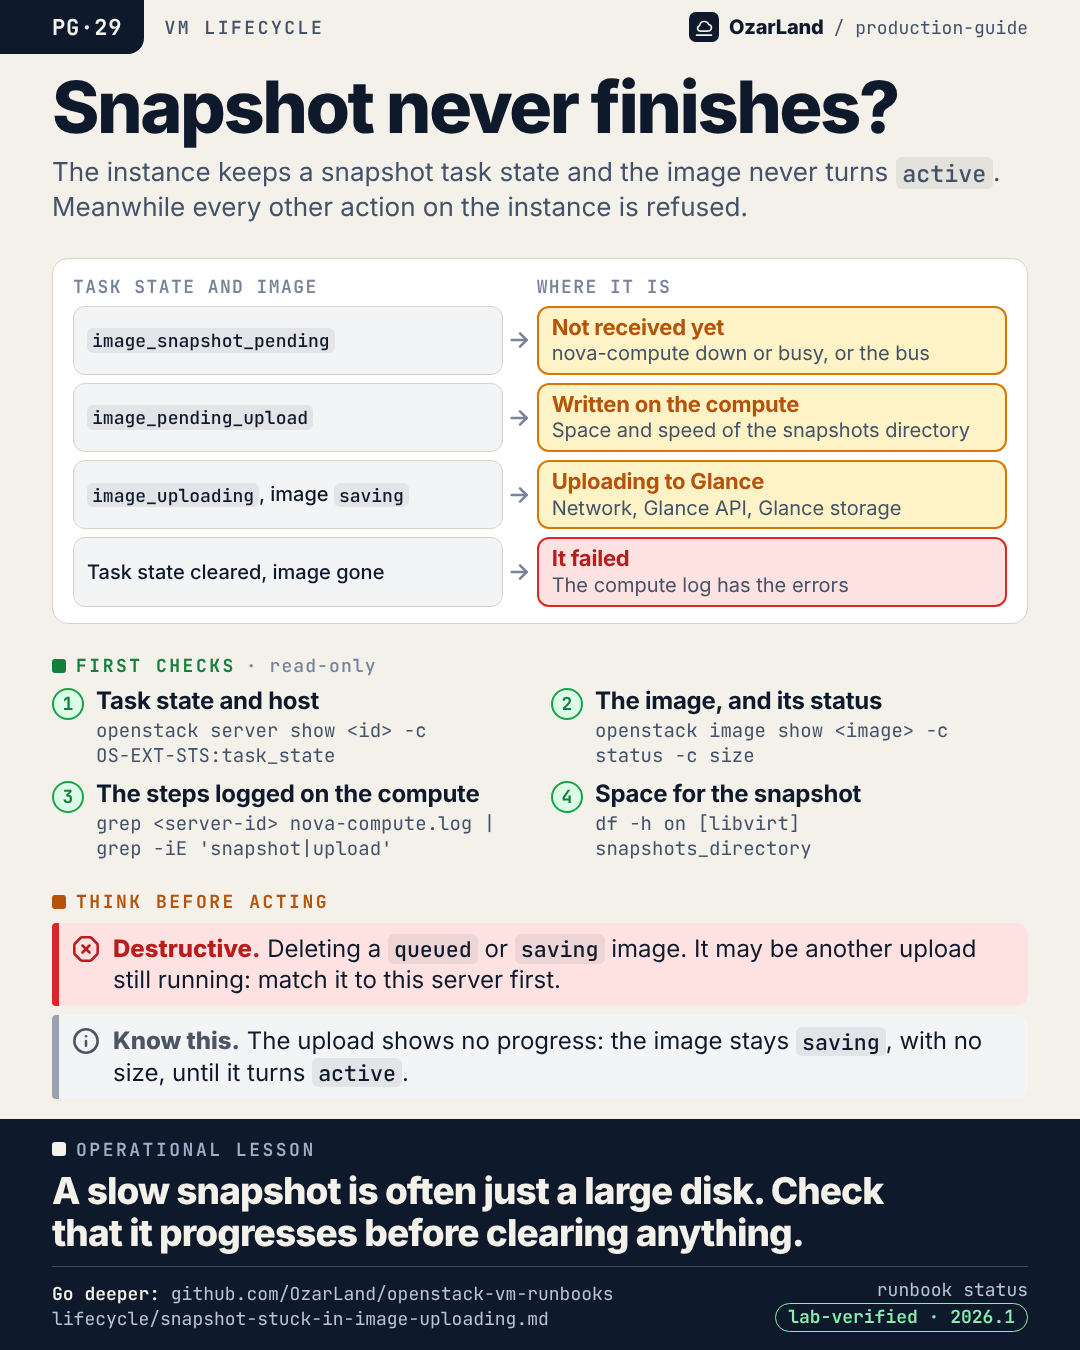 PG·29
VM LIFECYCLE
OzarLand / production-guide
Snapshot never finishes?
The instance keeps a snapshot task state and the image never turns active.
Meanwhile every other action on the instance is refused.
TASK STATE AND IMAGE
WHERE IT IS
image_snapshot_pending
Not received yet
nova-compute down or busy, or the bus
image_pending_upload
Written on the compute
Space and speed of the snapshots directory
image_uploading, image saving
Uploading to Glance
Network, Glance API, Glance storage
Task state cleared, image gone
It failed
The compute log has the errors
FIRST CHECKS · read-only
1 Task state and host
openstack server show <id> -c
OS-EXT-STS:task_state
2 The image, and its status
openstack image show <image> -c
status -c size
3 The steps logged on the compute
grep <server-id> nova-compute.log |
grep -iE 'snapshot|upload'
4 Space for the snapshot
df -h on [libvirt]
snapshots_directory
THINK BEFORE ACTING
Destructive. Deleting a queued or saving image. It may be another upload
still running: match it to this server first.
Know this. The upload shows no progress: the image stays saving, with no
size, until it turns active.
OPERATIONAL LESSON
A slow snapshot is often just a large disk. Check
that it progresses before clearing anything.
Go deeper: github.com/OzarLand/openstack-vm-runbooks
lifecycle/snapshot-stuck-in-image-uploading.md
runbook status
lab-verified · 2026.1